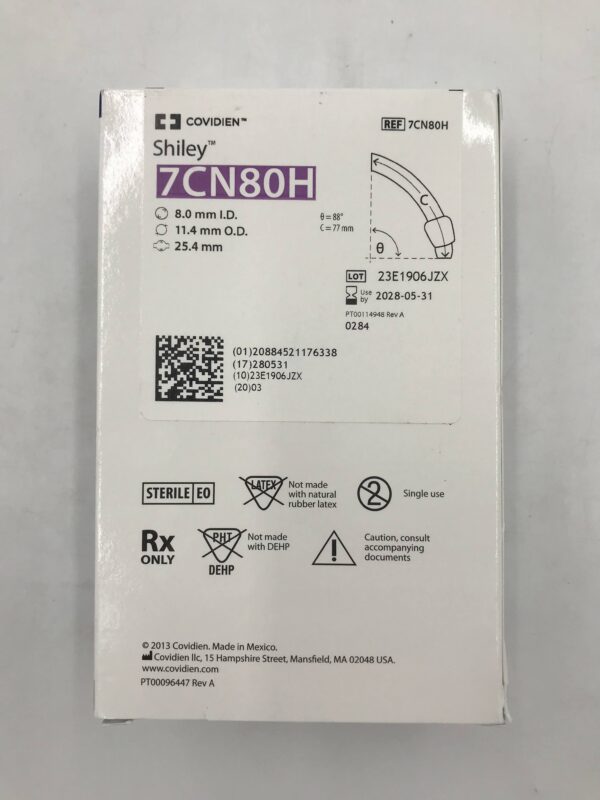 COVIDIEN™
REF 7CN80H
Shiley™
7CN80H
8.0 mm I.D.
11.4 mm O.D.
25.4 mm
θ = 88°
C = 77 mm
C
θ
LOT 23E1906JZX
Use by 2028-05-31
PT00114948 Rev A
0284
(01)20884521176338
(17)280531
(10)23E1906JZX
(20)03
STERILE EO
LATEX
Not made
with natural
rubber latex
2
Single use
Rx
ONLY
PHT
DEHP
Not made
with DEHP
!
Caution, consult
accompanying
documents
© 2013 Covidien. Made in Mexico.
Covidien llc, 15 Hampshire Street, Mansfield, MA 02048 USA.
www.covidien.com
PT00096447 Rev A